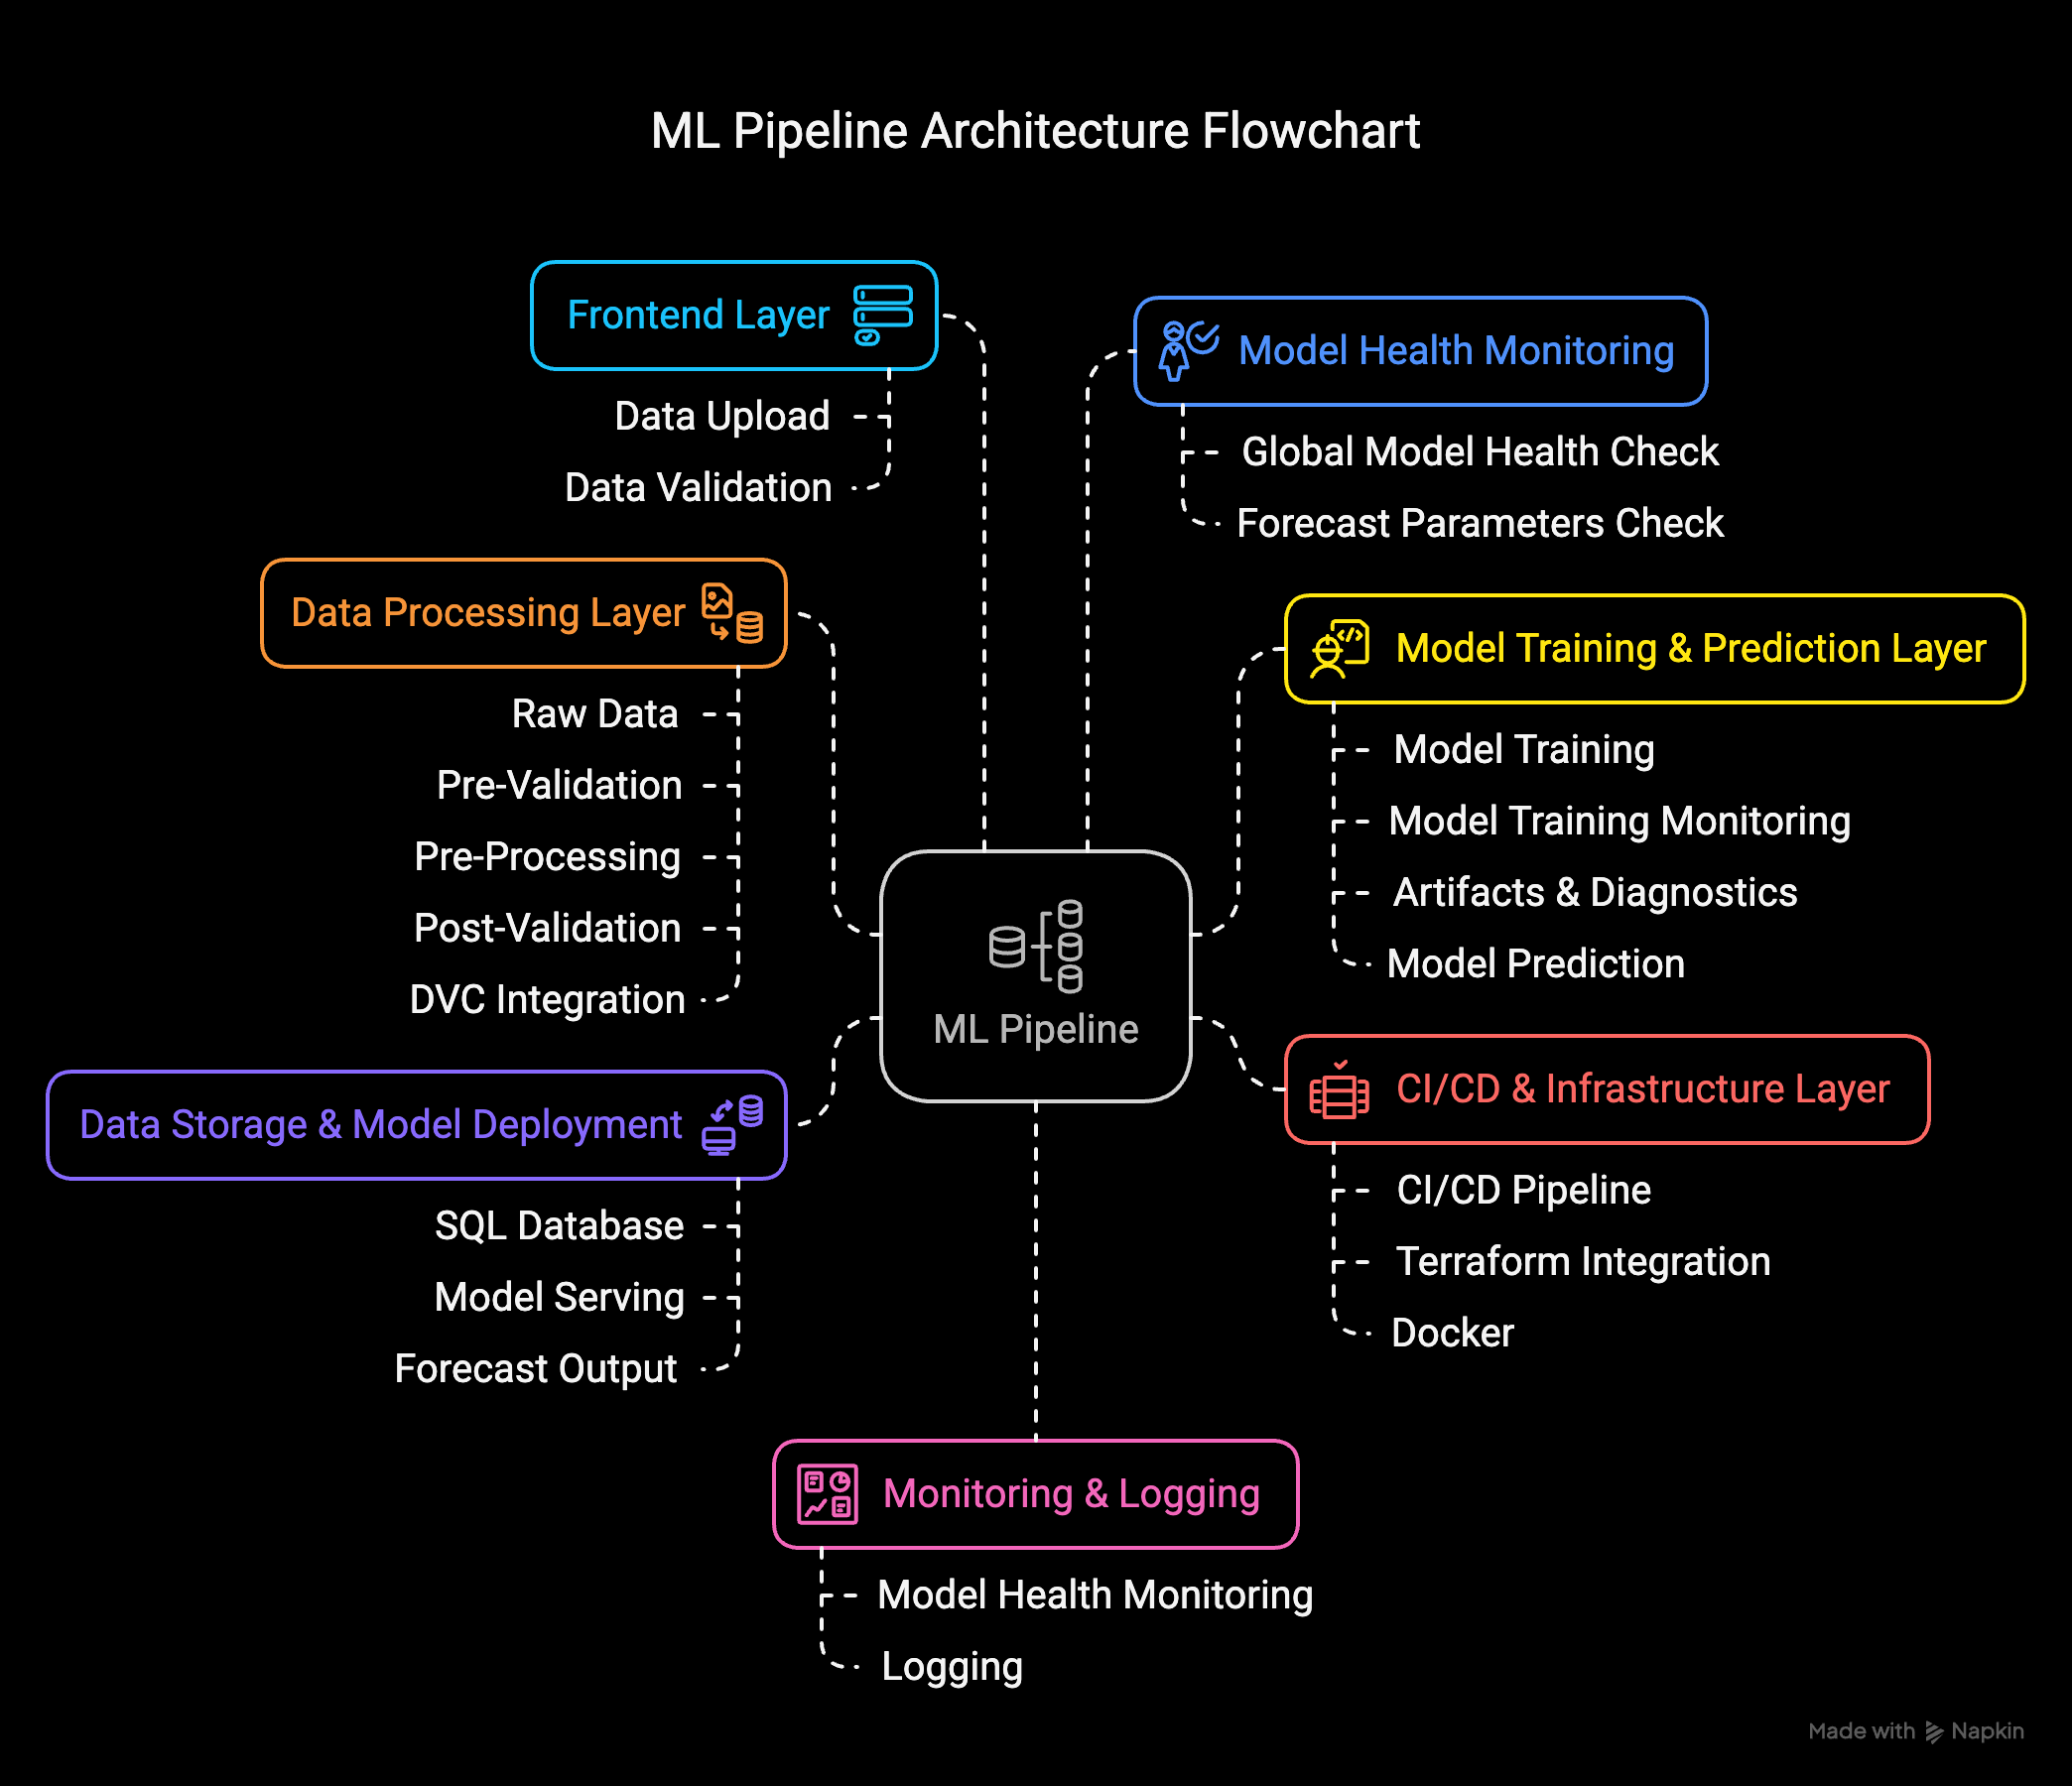 ML Pipeline Architecture Flowchart
Frontend Layer
Data Upload
Data Validation
Model Health Monitoring
Global Model Health Check
Forecast Parameters Check
Data Processing Layer
Raw Data
Pre-Validation
Pre-Processing
Post-Validation
DVC Integration
Model Training & Prediction Layer
Model Training
Model Training Monitoring
Artifacts & Diagnostics
Model Prediction
ML Pipeline
Data Storage & Model Deployment
SQL Database
Model Serving
Forecast Output
CI/CD & Infrastructure Layer
CI/CD Pipeline
Terraform Integration
Docker
Monitoring & Logging
Model Health Monitoring
Logging
Made with Napkin